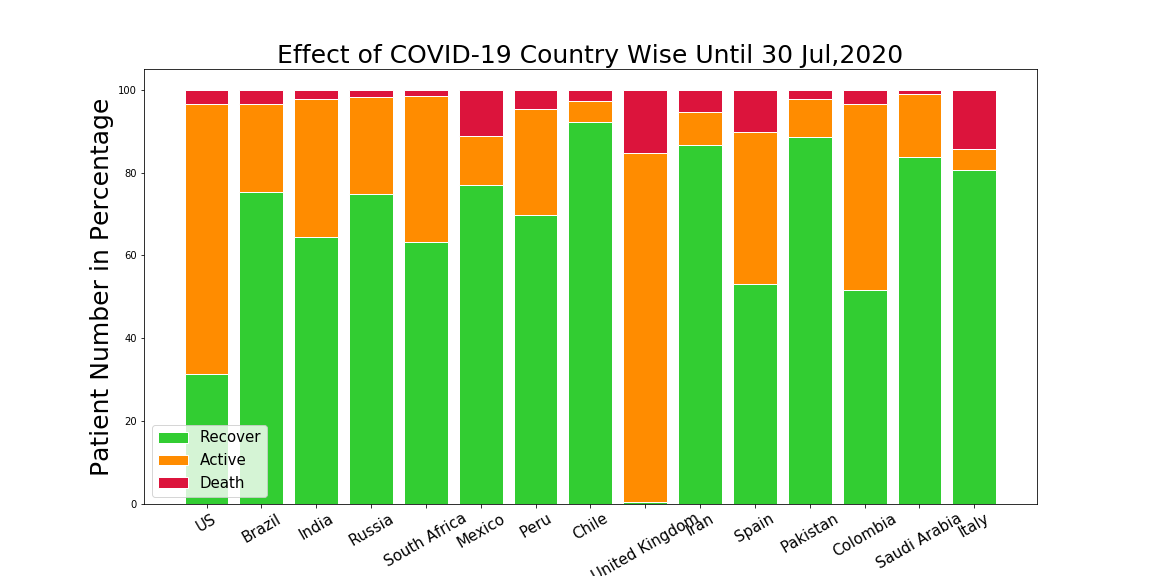 Effect of COVID-19 Country Wise Until 30 Jul,2020
Patient Number in Percentage
100
80
60
40
20
0
Recover
Active
Death
US
Brazil
India
Russia
South Africa
Mexico
Peru
Chile
United Kingdom
Iran
Spain
Pakistan
Colombia
Saudi Arabia
Italy